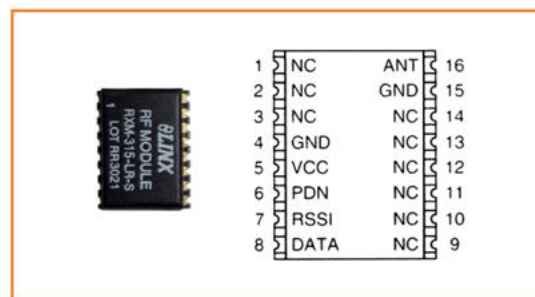 LINX
RF MODULE
RXM-315-LR-S
LOT RR3021
1
1 NC ANT 16
2 NC GND 15
3 NC NC 14
4 GND NC 13
5 VCC NC 12
6 PDN NC 11
7 RSSI NC 10
8 DATA NC 9